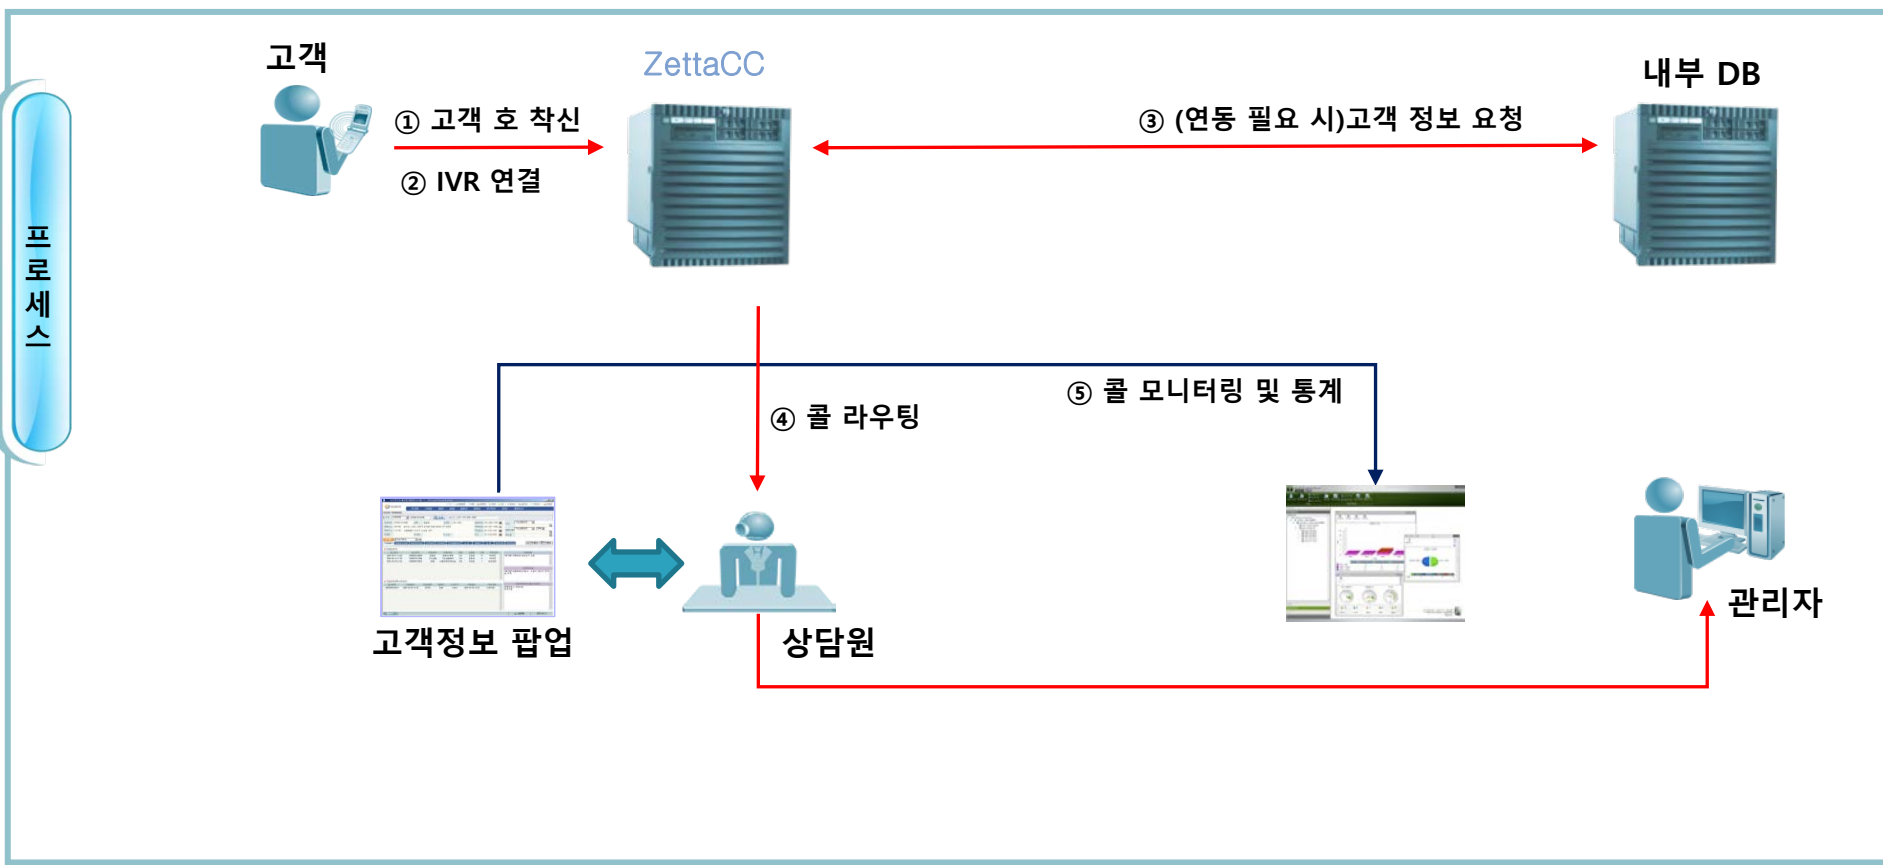 고객
ZettaCC
내부 DB
① 고객 호 착신
② IVR 연결
③ (연동 필요 시)고객 정보 요청
프로세스
④ 콜 라우팅
⑤ 콜 모니터링 및 통계
고객정보 팝업
상담원
관리자